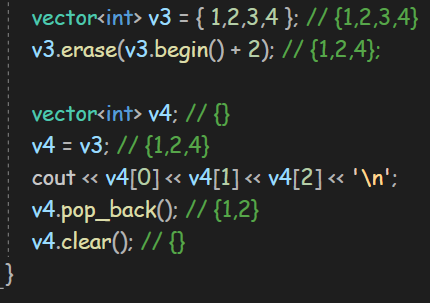 vector<int> v3 = { 1,2,3,4 }; // {1,2,3,4}
v3.erase(v3.begin() + 2); // {1,2,4};
vector<int> v4; // {}
v4 = v3; // {1,2,4}
cout << v4[0] << v4[1] << v4[2] << '\n';
v4.pop_back(); // {1,2}
v4.clear(); // {}
}